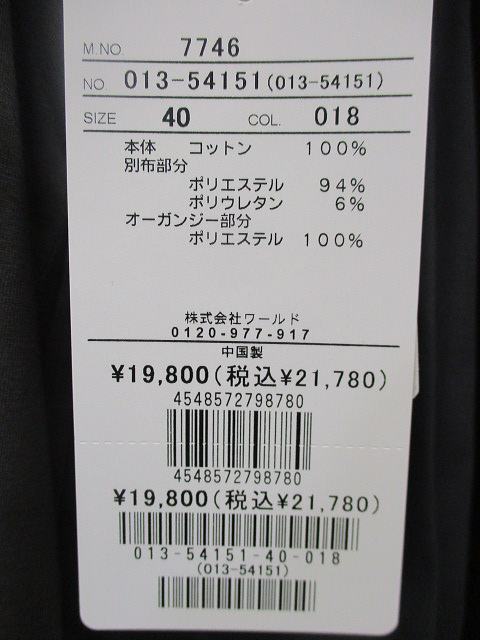 M.NO. 7746
NO. 013-54151(013-54151)
SIZE 40 COL. 018
本体 コットン 100%
別布部分
ポリエステル 94%
ポリウレタン 6%
オーガンジー部分
ポリエステル 100%
株式会社ワールド
0120-977-917
中国製
¥19,800(税込¥21,780)
4548572798780
4548572798780
¥19,800(税込¥21,780)
013-54151-40-018
(013-54151)